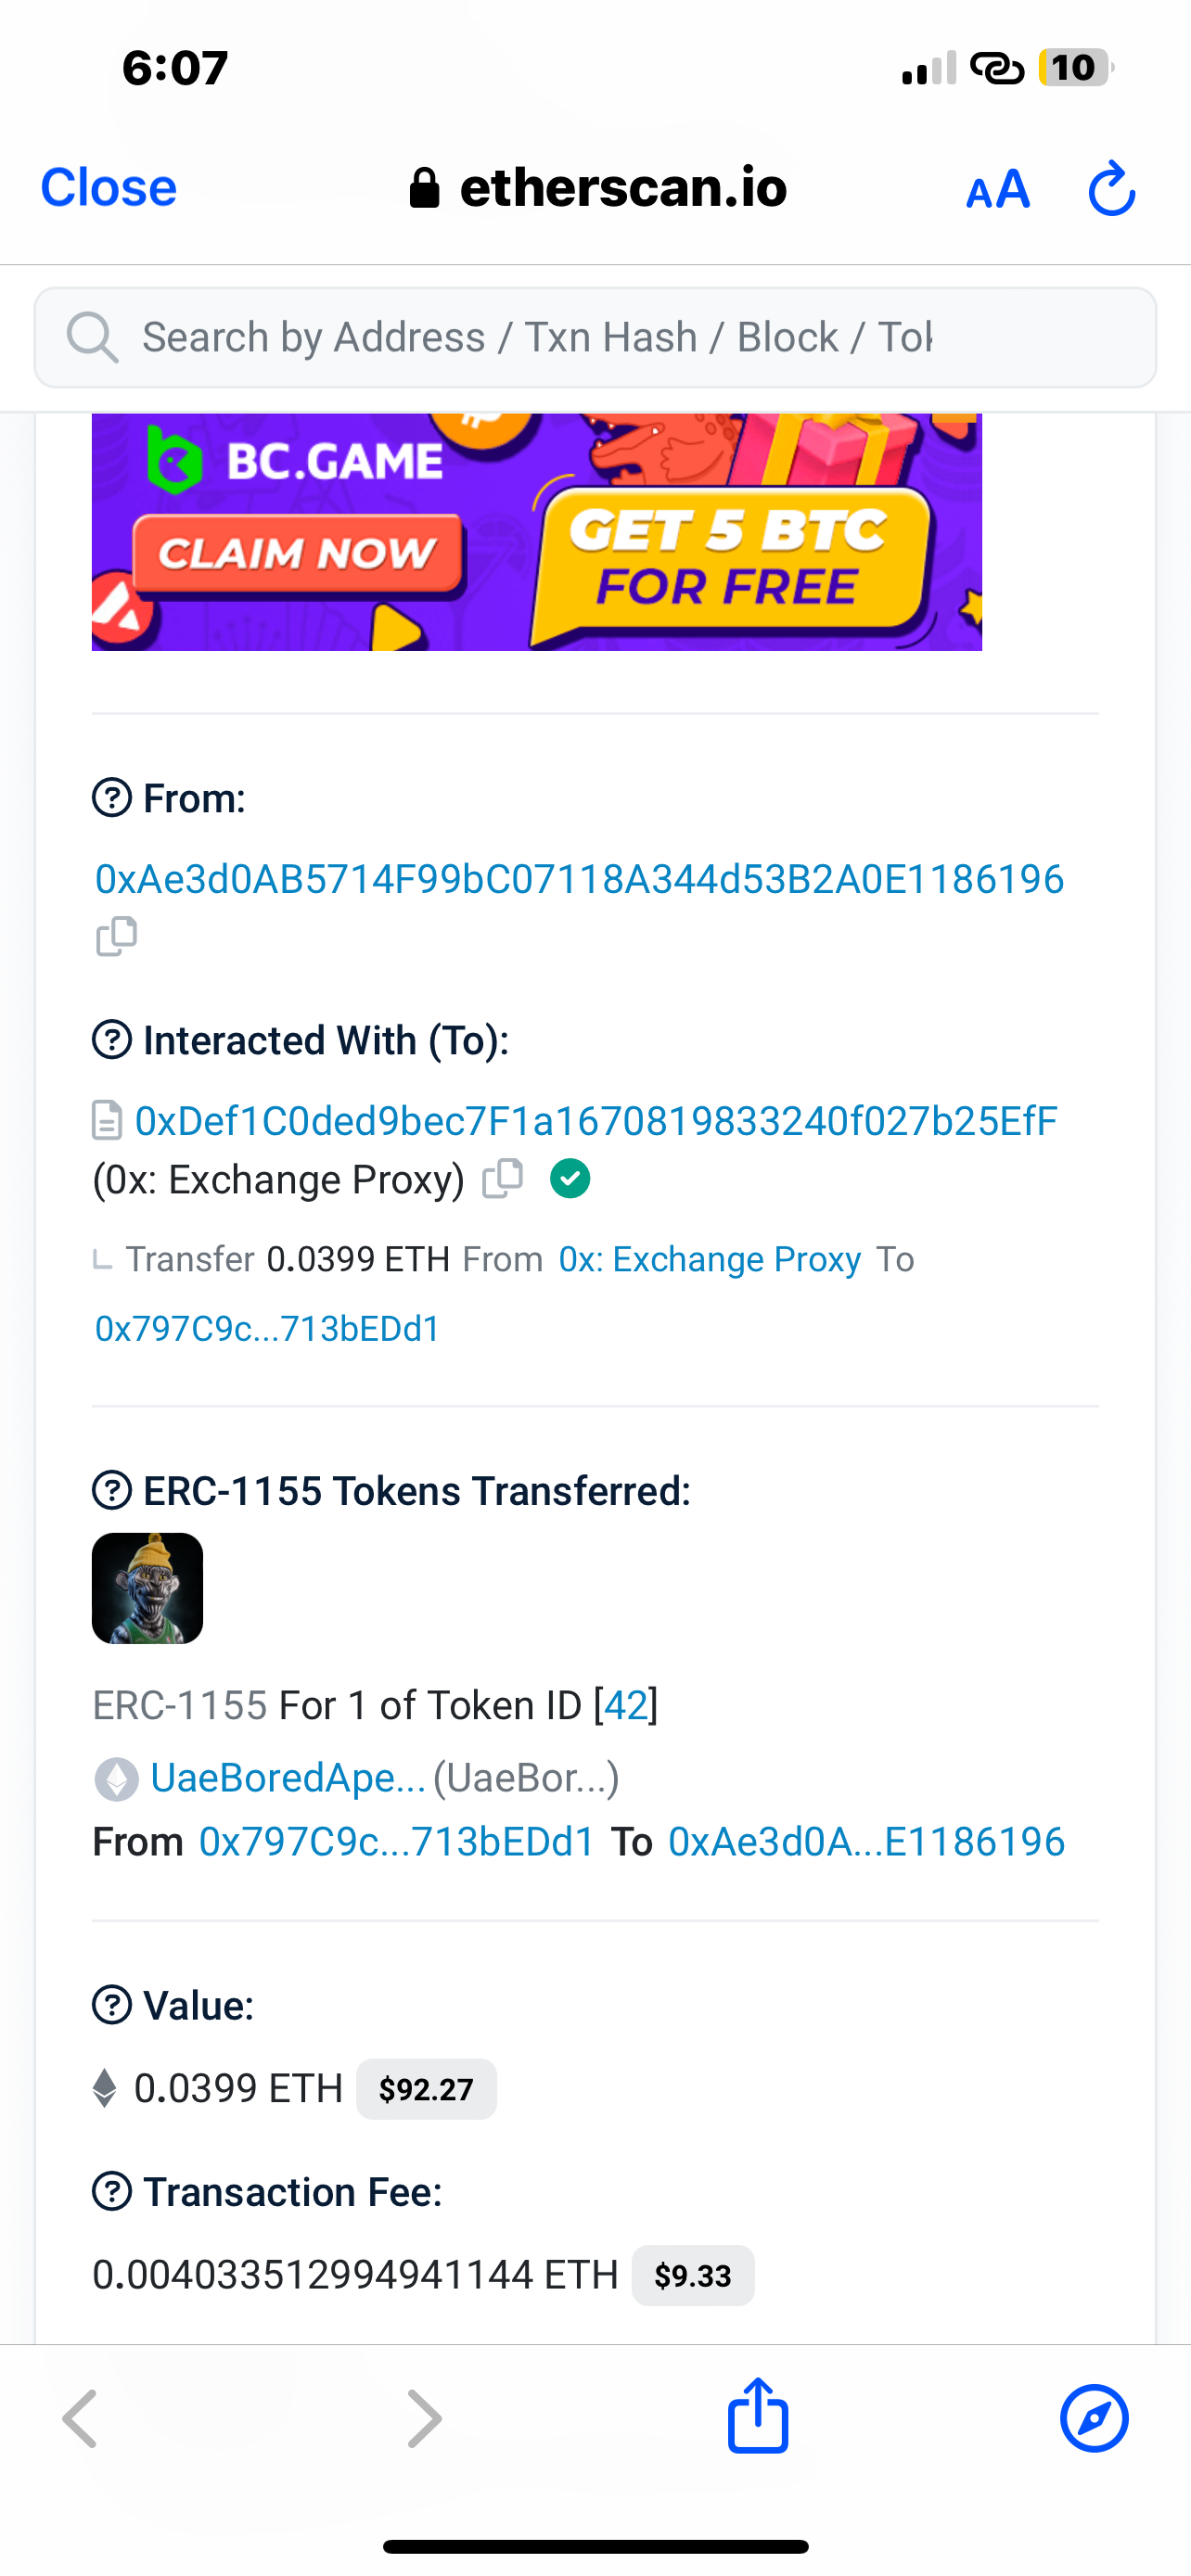 6:07
10
Close
etherscan.io
AA
Search by Address / Txn Hash / Block /
BC.GAME
CLAIM NOW
GET 5 BTC
FOR FREE
From:
0xAe3d0AB5714F99bC07118A344d53B2A0E1186196
Interacted With (To):
0xDef1C0ded9bec7F1a1670819833240f027b25EfF
(0x: Exchange Proxy)
Transfer 0.0399 ETH From 0x: Exchange Proxy To
0x797C9c...713bEDd1
ERC-1155 Tokens Transferred:
ERC-1155 For 1 of Token ID [42]
UaeBoredApe... (UaeBor...)
From 0x797C9c...713bEDd1 To 0xAe3d0A...E1186196
Value:
0.0399 ETH $92.27
Transaction Fee:
0.004033512994941144 ETH $9.33